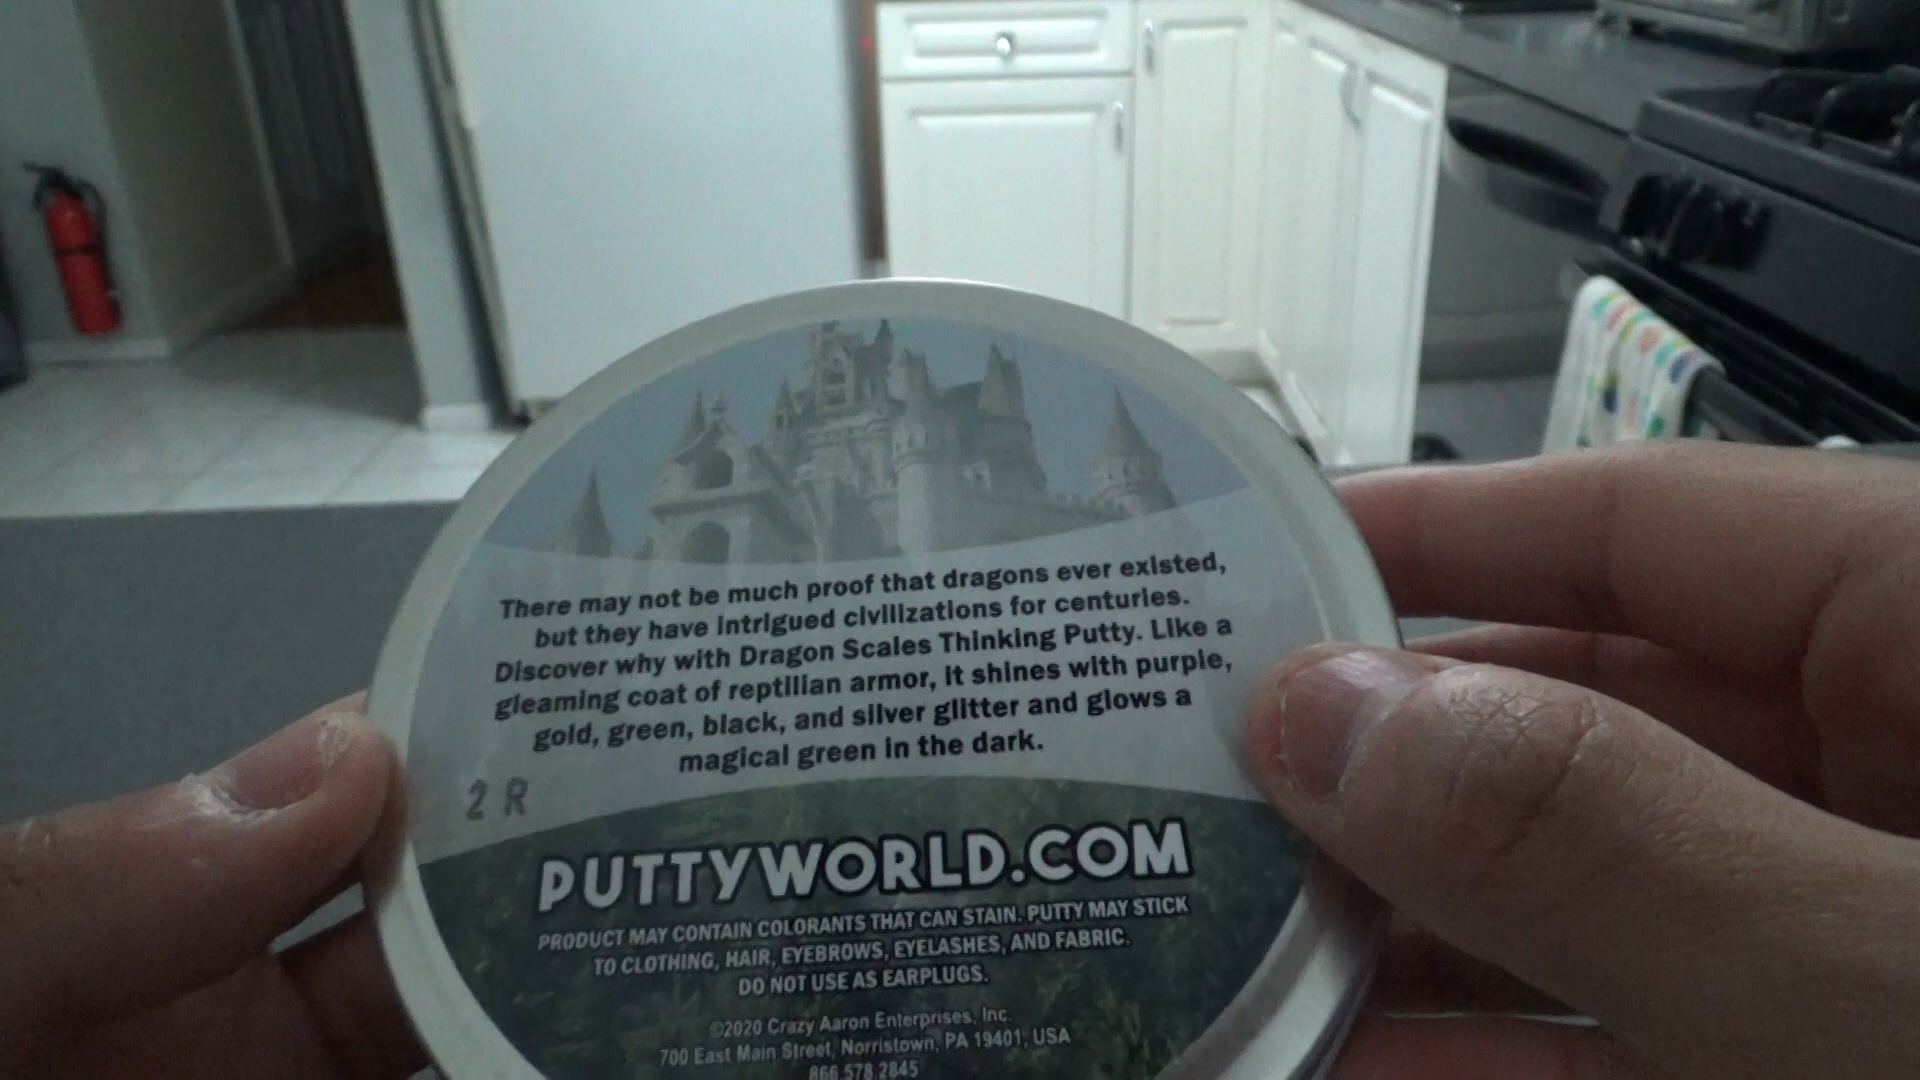 There may not be much proof that dragons ever existed,
but they have intrigued civilizations for centuries.
Discover why with Dragon Scales Thinking Putty. Like a
gleaming coat of reptilian armor, it shines with purple,
gold, green, black, and silver glitter and glows a
magical green in the dark.
2 R
PUTTYWORLD.COM
PRODUCT MAY CONTAIN COLORANTS THAT CAN STAIN. PUTTY MAY STICK
TO CLOTHING, HAIR, EYEBROWS, EYELASHES, AND FABRIC.
DO NOT USE AS EARPLUGS.
©2020 Crazy Aaron Enterprises, Inc.
700 East Main Street, Norristown, PA 19401, USA
866.578.2845